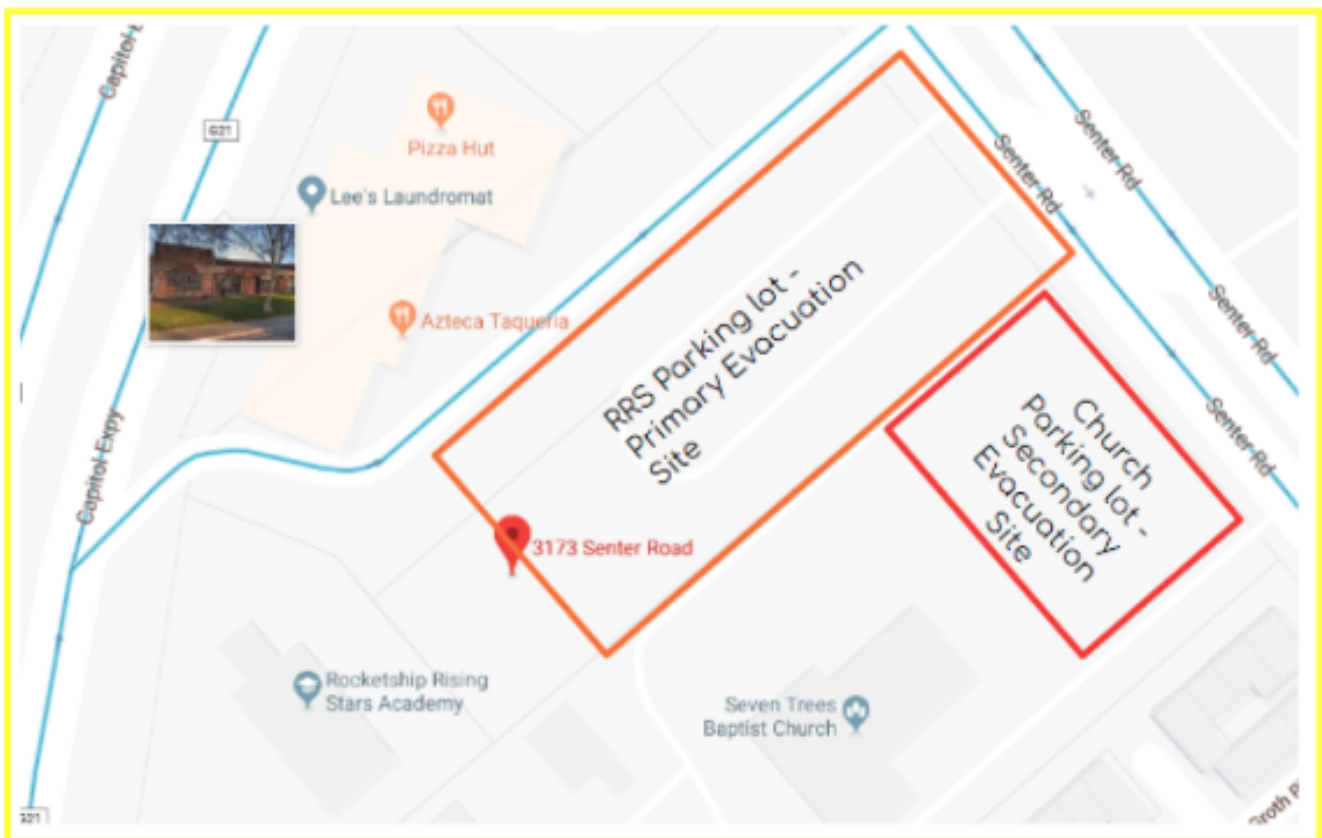 Capitol E
G21
Pizza Hut
Lee's Laundromat
Senter Rd
Senter Rd
Azteca Taqueria
RRS Parking lot -
Primary Evacuation
Site
Senter Rd
Church
Parking lot -
Secondary
Evacuation
Site
Senter Rd
Capitol Expy
3173 Senter Road
Rocketship Rising
Stars Academy
Seven Trees
Baptist Church
Groth P
G21